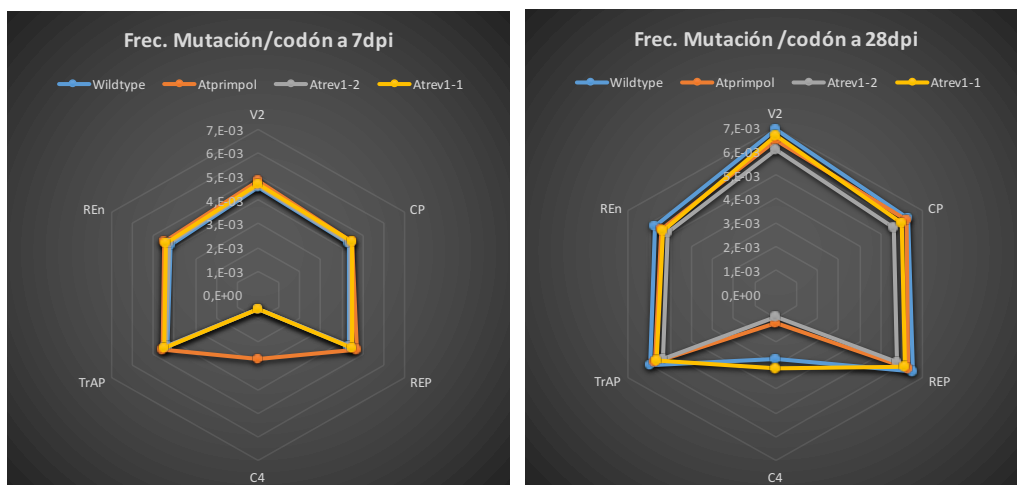 Frec. Mutación/codón a 7dpi
Wildtype Atprimpol Atrev1-2 Atrev1-1
V2
7,E-03
6,E-03
5,E-03
4,E-03
3,E-03
2,E-03
1,E-03
0,E+00
CP
REP
C4
TrAP
REn
Frec. Mutación /codón a 28dpi
Wildtype Atprimpol Atrev1-2 Atrev1-1
V2
7,E-03
6,E-03
5,E-03
4,E-03
3,E-03
2,E-03
1,E-03
0,E+00
CP
REP
C4
TrAP
REn